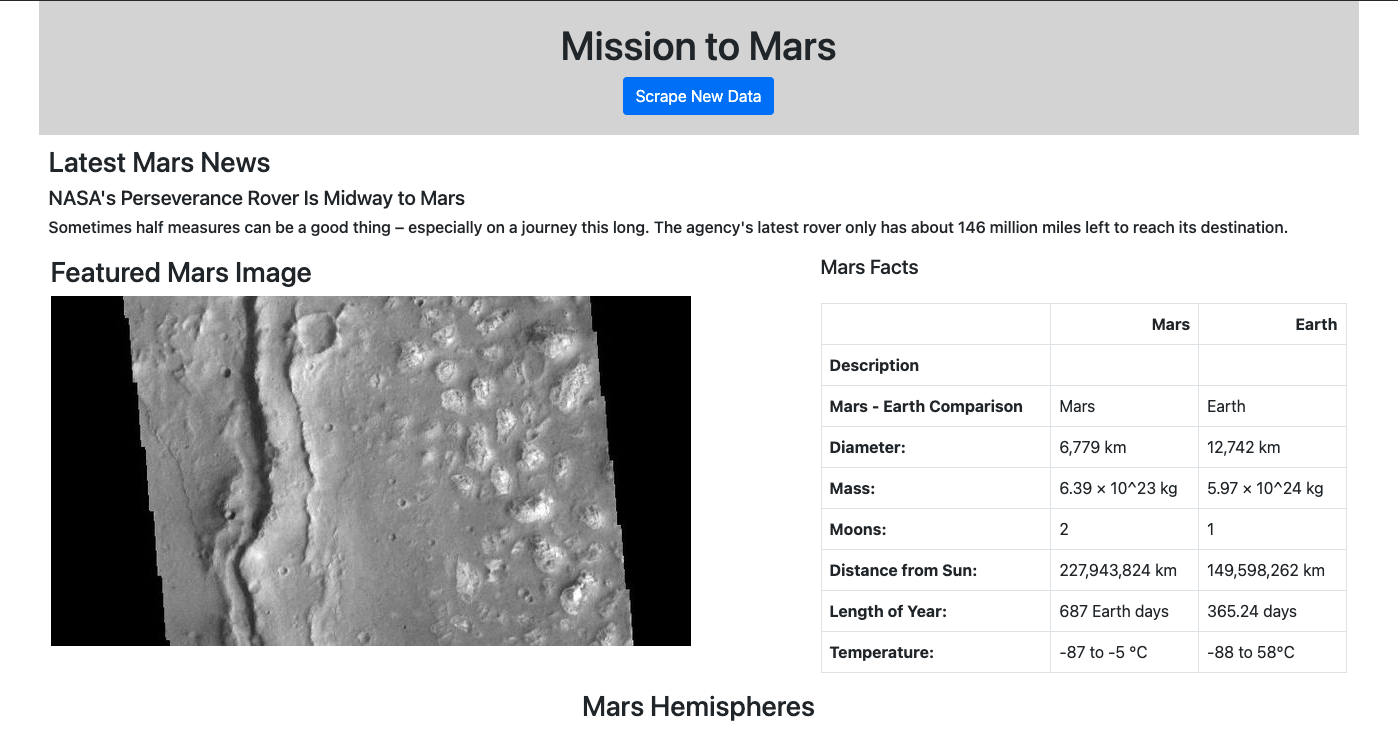 Mission to Mars
Scrape New Data
Latest Mars News
NASA's Perseverance Rover Is Midway to Mars
Sometimes half measures can be a good thing – especially on a journey this long. The agency's latest rover only has about 146 million miles left to reach its destination.
Featured Mars Image
Mars Facts
Mars Earth
Description
Mars - Earth Comparison Mars Earth
Diameter: 6,779 km 12,742 km
Mass: 6.39 × 10^23 kg 5.97 × 10^24 kg
Moons: 2 1
Distance from Sun: 227,943,824 km 149,598,262 km
Length of Year: 687 Earth days 365.24 days
Temperature: -87 to -5 °C -88 to 58°C
Mars Hemispheres